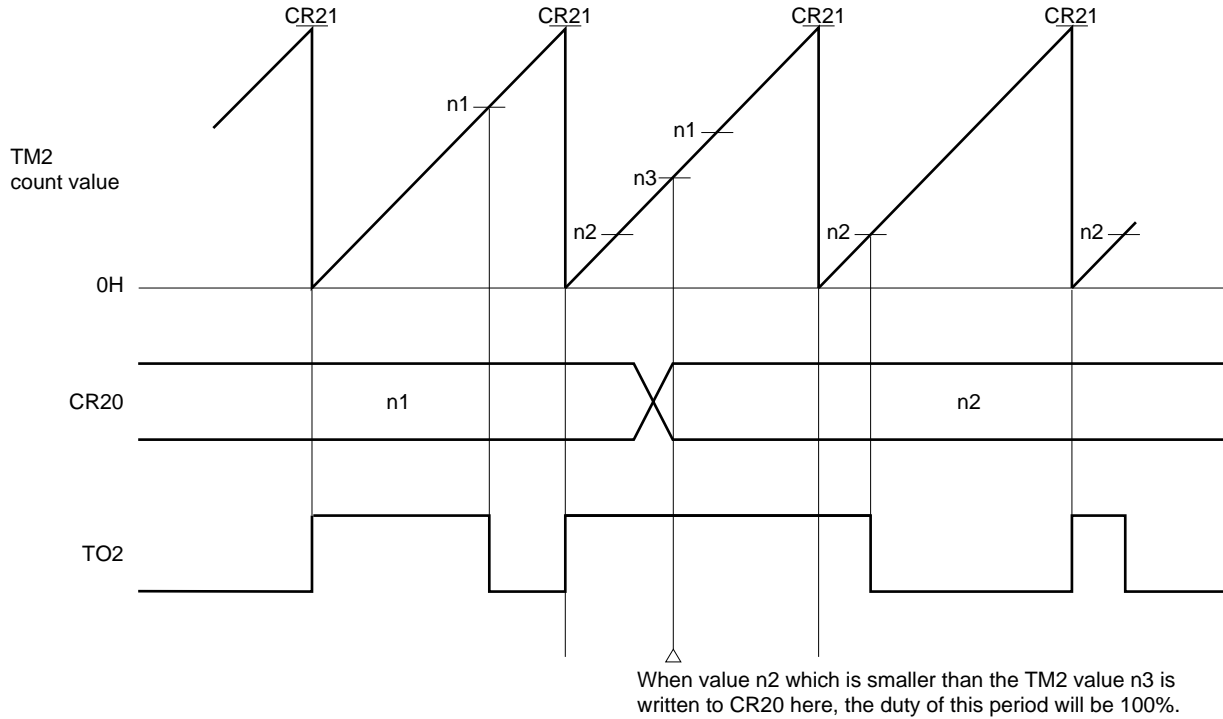 CR21 CR21 CR21 CR21
n1
n1
TM2
count value
n3
n2 n2 n2
0H
CR20 n1 n2
TO2
When value n2 which is smaller than the TM2 value n3 is
written to CR20 here, the duty of this period will be 100%.